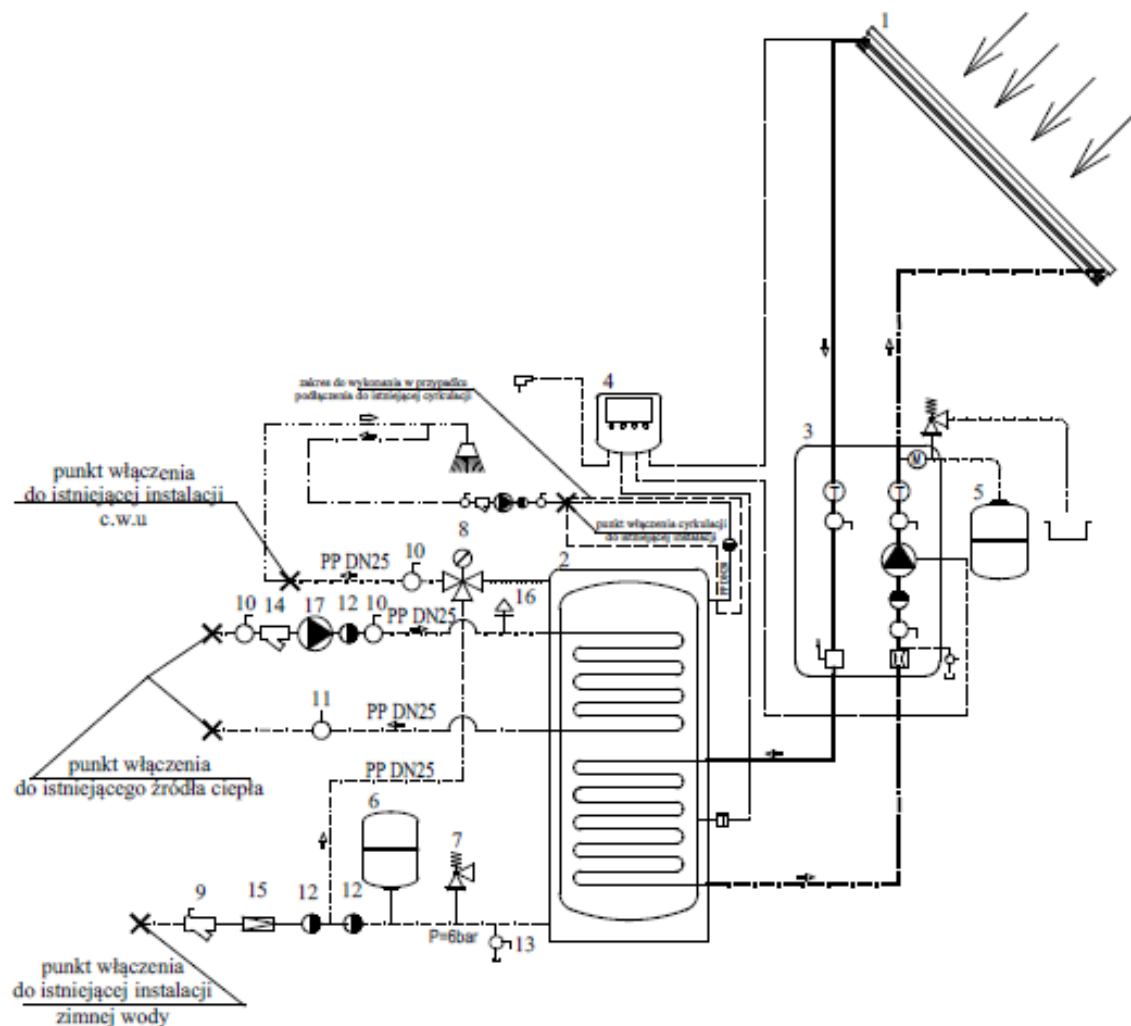 1
zakres do wykonania w przypadku
podłączenia do istniejącej cyrkulacji
4
3
M
5
T
T
punkt włączenia
do istniejącej instalacji
c.w.u
punkt włączenia cyrkulacji
do istniejącej instalacji
8
2
10
PP DN25
10 14 17 12 10
16
PP DN25
11
PP DN25
punkt włączenia
do istniejącego źródła ciepła
PP DN25
6
7
9 15 12 12
P=6bar
13
punkt włączenia
do istniejącej instalacji
zimnej wody